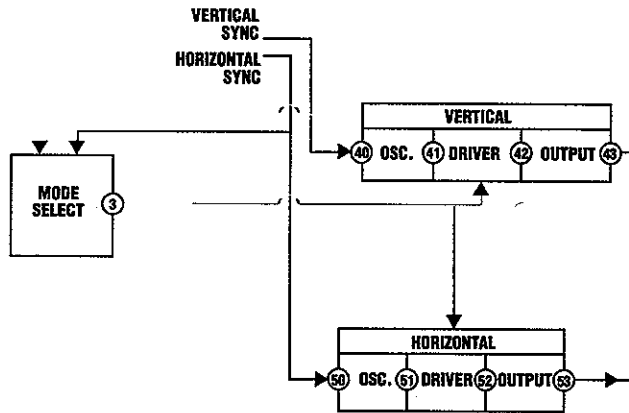 VERTICAL
SYNC
HORIZONTAL
SYNC
VERTICAL
40 OSC. 41 DRIVER 42 OUTPUT 43
MODE
SELECT
3
HORIZONTAL
50 OSC. 51 DRIVER 52 OUTPUT 53